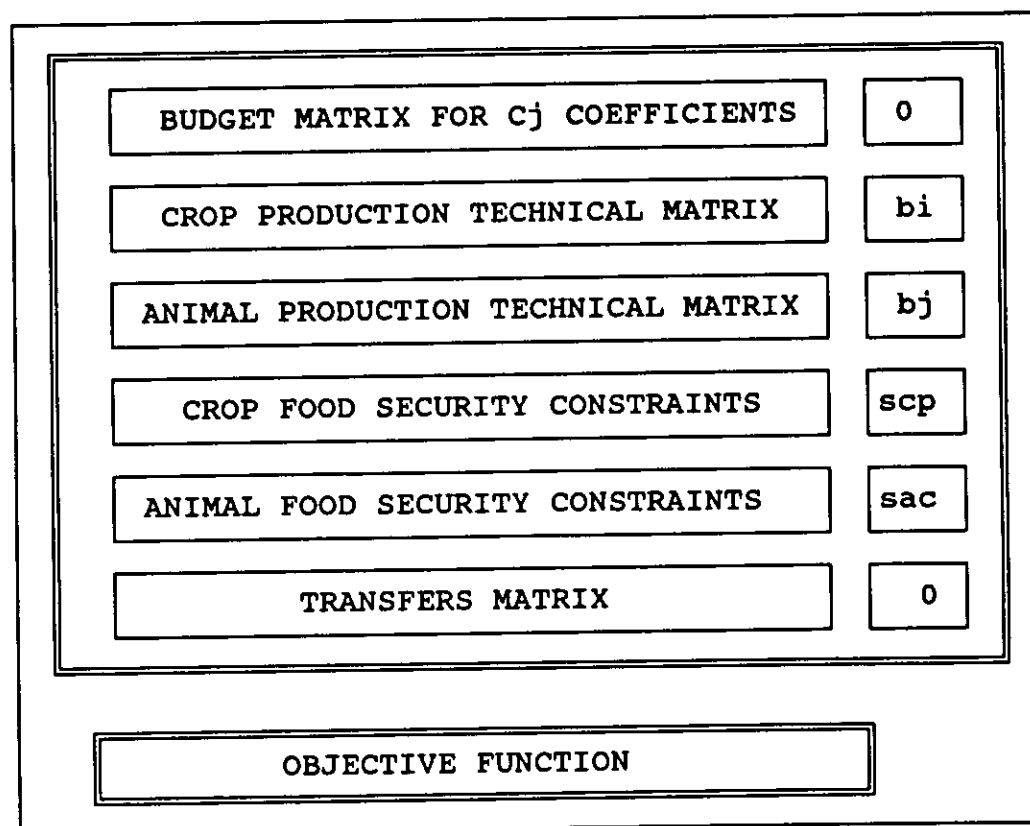 BUDGET MATRIX FOR Cj COEFFICIENTS 0
CROP PRODUCTION TECHNICAL MATRIX bi
ANIMAL PRODUCTION TECHNICAL MATRIX bj
CROP FOOD SECURITY CONSTRAINTS scp
ANIMAL FOOD SECURITY CONSTRAINTS sac
TRANSFERS MATRIX 0
OBJECTIVE FUNCTION